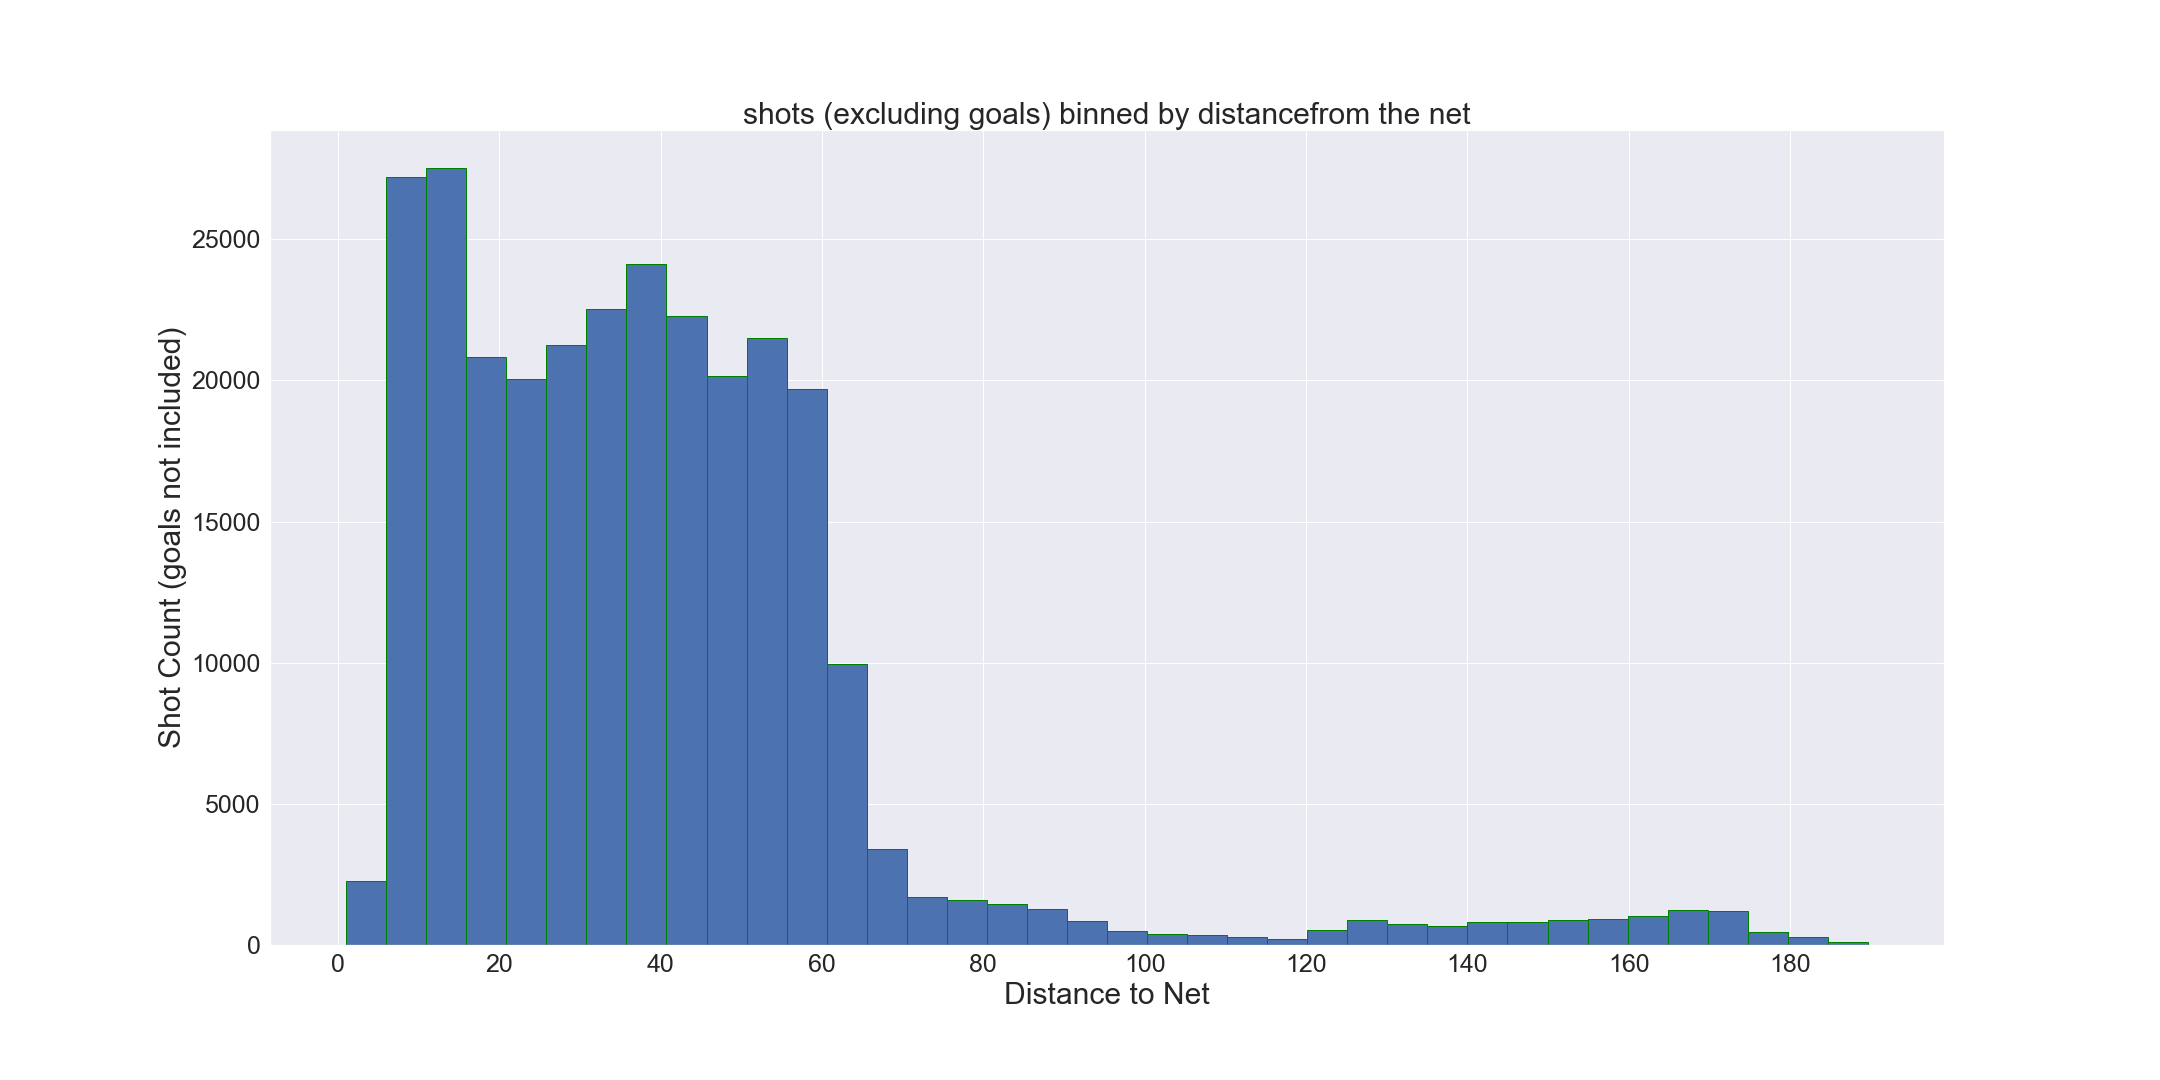 shots (excluding goals) binned by distancefrom the net
Shot Count (goals not included)
25000
20000
15000
10000
5000
0
0 20 40 60 80 100 120 140 160 180
Distance to Net